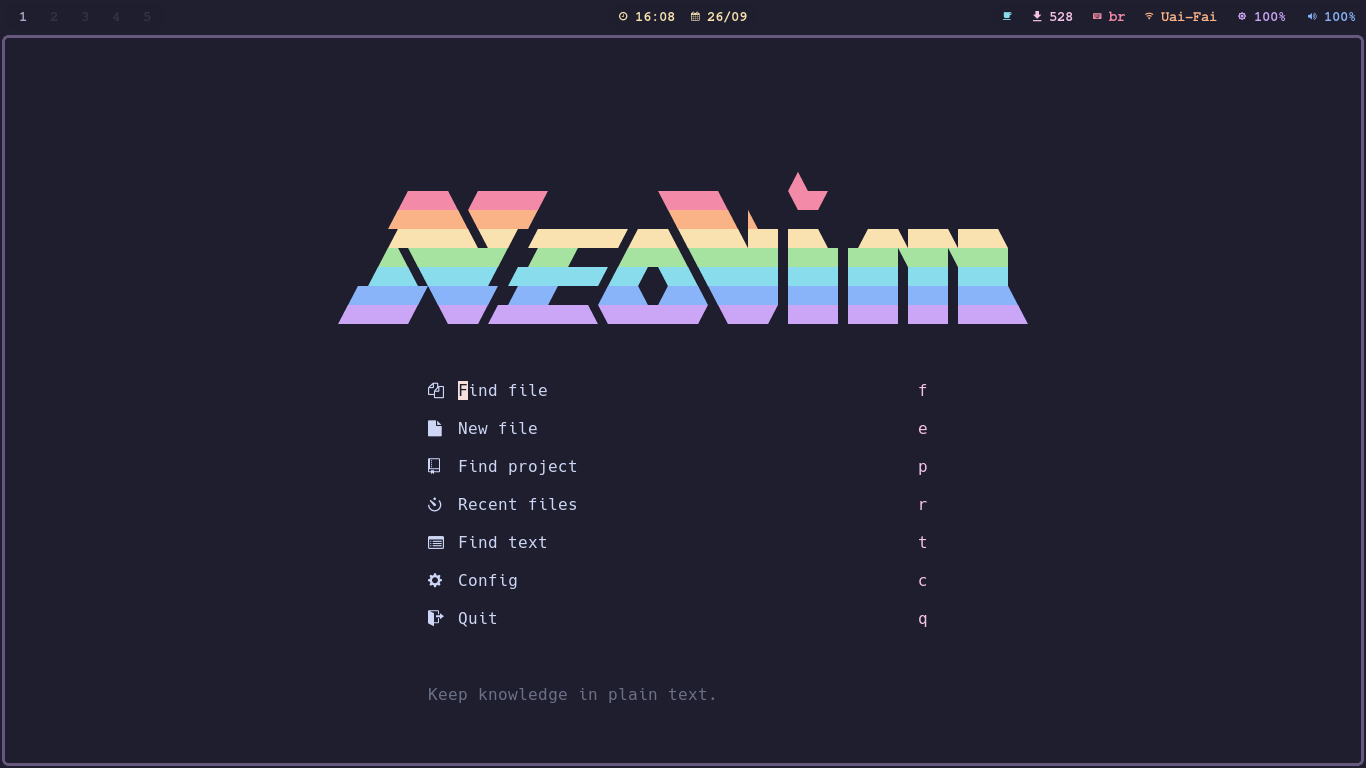 1 2 3 4 5 16:08 26/09 528 br Uai-Fai 100% 100%
NEOVim
Find file f
New file e
Find project p
Recent files r
Find text t
Config c
Quit q
Keep knowledge in plain text.